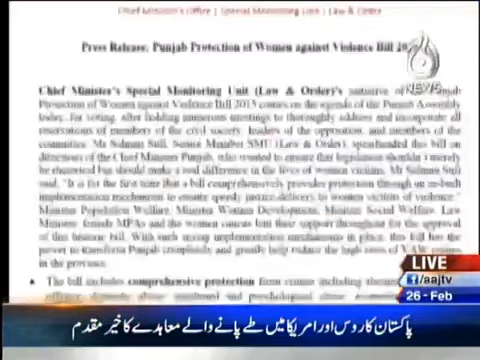 Chief Minister's Office | Special Monitoring Unit | Law & Order
Press Release: Punjab Protection of Women against Violence Bill 20
NEWS
Chief Minister's Special Monitoring Unit (Law & Order)'s initiative of Punjab
Protection of Women against Violence Bill 2015 comes on the agenda of the Punjab Assembly
today, for voting, after holding numerous meetings to thoroughly address and incorporate all
reservations of members of the civil society, leaders of the opposition, and members of the
committee. Mr Salman Sufi, Senior Member SMU (Law & Order), spearheaded this bill on
directions of the Chief Minister Punjab, who wanted to ensure that legislation shouldn't merely
be rhetorical but should make a real difference in the lives of women victims. Mr Salman Sufi
said, "It is for the first time that a bill comprehensively provides protection through an in-built
implementation mechanism to ensure speedy justice delivery to women victims of violence."
Minister Population Welfare, Minister Women Development, Minister Social Welfare, Law
Minister, female MPAs and the women caucus lent their support throughout for the approval
of this historic bill. With such strong implementation mechanisms in place, this bill has the
power to transform Punjab completely and greatly help reduce the high rates of VAW
in the province.
• The bill includes comprehensive protection from crimes including
LIVE
f/aajtv
26 - Feb
پاکستان کا روس اور امریکا میں طے پانے والے معاہدے کا خیر مقدم